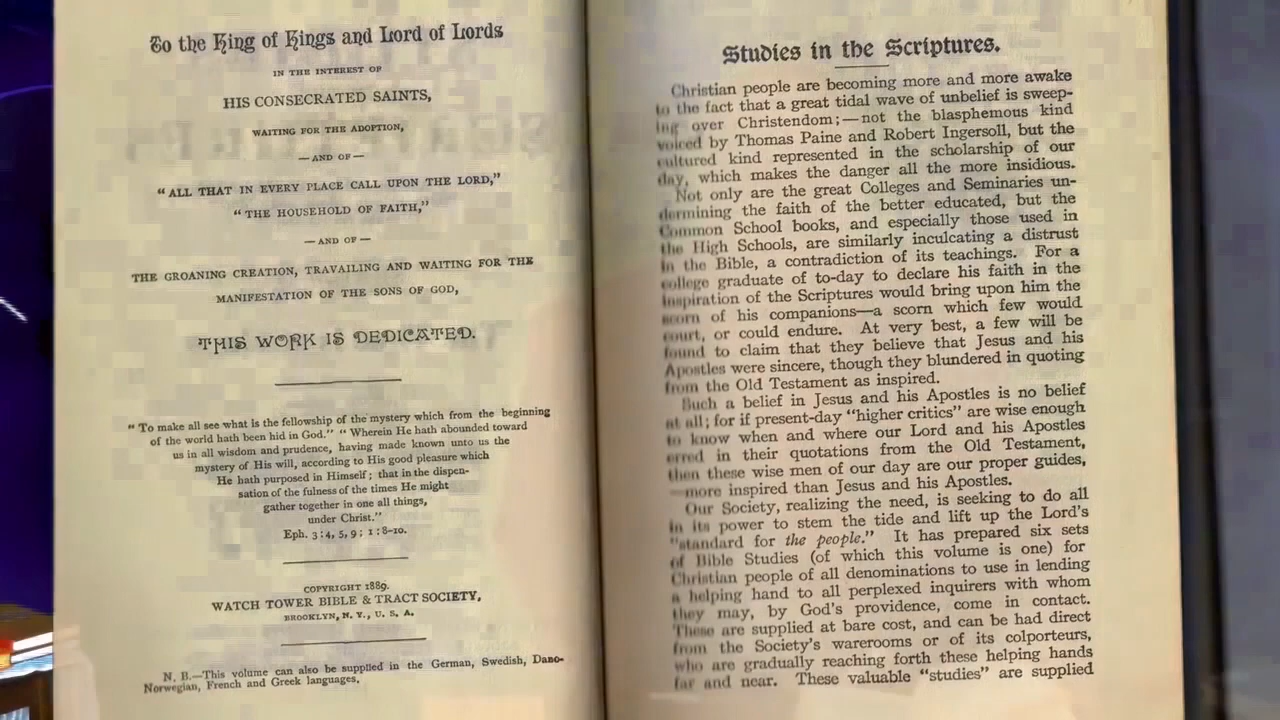 To the King of Kings and Lord of Lords
IN THE INTEREST OF
HIS CONSECRATED SAINTS,
WAITING FOR THE ADOPTION,
—AND OF—
“ ALL THAT IN EVERY PLACE CALL UPON THE LORD,”
“ THE HOUSEHOLD OF FAITH,”
—AND OF—
THE GROANING CREATION, TRAVAILING AND WAITING FOR THE
MANIFESTATION OF THE SONS OF GOD,
THIS WORK IS DEDICATED.
“ To make all see what is the fellowship of the mystery which from the beginning
of the world hath been hid in God.” “ Wherein He hath abounded toward
us in all wisdom and prudence, having made known unto us the
mystery of His will, according to His good pleasure which
He hath purposed in Himself ; that in the dispen-
sation of the fulness of the times He might
gather together in one all things,
under Christ.”
Eph. 3 : 4, 5, 9 ; 1 : 8-10.
COPYRIGHT 1889.
WATCH TOWER BIBLE & TRACT SOCIETY,
BROOKLYN, N. Y., U. S. A.
N. B.—This volume can also be supplied in the German, Swedish, Dano-
Norwegian, French and Greek languages.
Studies in the Scriptures.
Christian people are becoming more and more awake
to the fact that a great tidal wave of unbelief is sweep-
ing over Christendom ;—not the blasphemous kind
voiced by Thomas Paine and Robert Ingersoll, but the
cultured kind represented in the scholarship of our
day, which makes the danger all the more insidious.
Not only are the great Colleges and Seminaries un-
dermining the faith of the better educated, but the
Common School books, and especially those used in
the High Schools, are similarly inculcating a distrust
in the Bible, a contradiction of its teachings. For a
college graduate of to-day to declare his faith in the
inspiration of the Scriptures would bring upon him the
scorn of his companions—a scorn which few would
court, or could endure. At very best, a few will be
found to claim that they believe that Jesus and his
Apostles were sincere, though they blundered in quoting
from the Old Testament as inspired.
Such a belief in Jesus and his Apostles is no belief
at all ; for if present-day “higher critics” are wise enough
to know when and where our Lord and his Apostles
erred in their quotations from the Old Testament,
then these wise men of our day are our proper guides,
—more inspired than Jesus and his Apostles.
Our Society, realizing the need, is seeking to do all
in its power to stem the tide and lift up the Lord’s
“standard for the people.” It has prepared six sets
of Bible Studies (of which this volume is one) for
Christian people of all denominations to use in lending
a helping hand to all perplexed inquirers with whom
they may, by God’s providence, come in contact.
These are supplied at bare cost, and can be had direct
from the Society’s warerooms or of its colporteurs,
who are gradually reaching forth these helping hands
far and near. These valuable “studies” are supplied